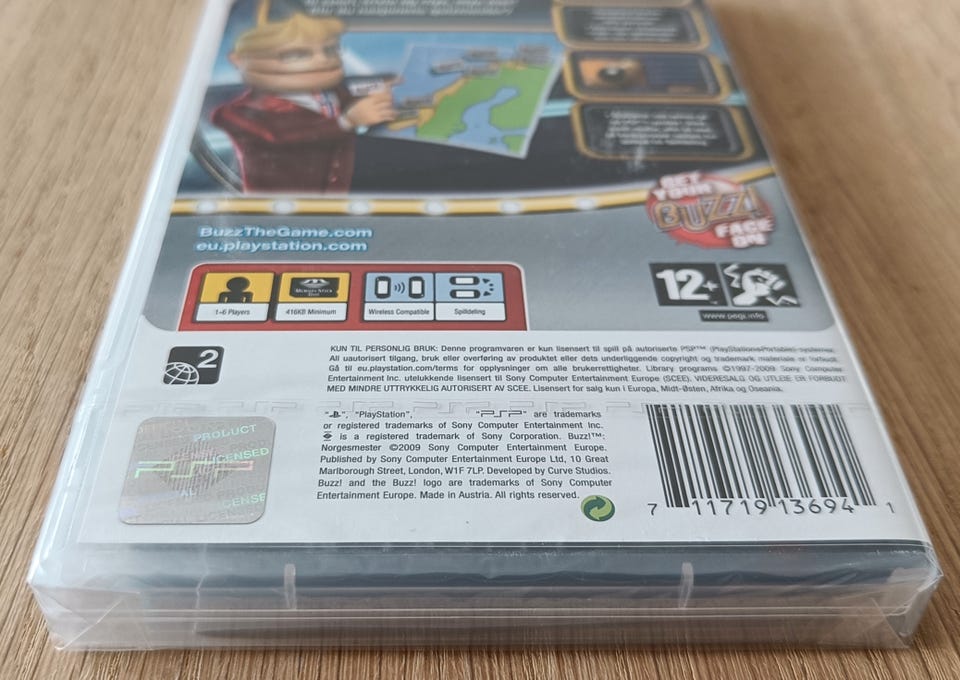 GET
YOUR
BUZZ!
FACE
ON
BuzzTheGame.com
eu.playstation.com
12+
www.pegi.info
1-6 Players
416KB Minimum
Wireless Compatible
Spilldeling
2
KUN TIL PERSONLIG BRUK: Denne programvaren er kun lisensert til spill på autoriserte PSP™ (PlayStation®Portable)-systemer.
All uautorisert tilgang, bruk eller overføring av produktet eller dets underliggende copyright og trademark materiale er forbudt.
Gå til eu.playstation.com/terms for opplysninger om alle brukerrettigheter. Library programs ©1997-2009 Sony Computer
Entertainment Inc. utelukkende lisensert til Sony Computer Entertainment Europe (SCEE). VIDERESALG OG UTLEIE ER FORBUDT
MED MINDRE UTTRYKKELIG AUTORISERT AV SCEE. Lisensert for salg kun i Europa, Midt-Østen, Afrika og Oseania.
" ", "PlayStation", "PSP" are trademarks
or registered trademarks of Sony Computer Entertainment Inc.
" " is a registered trademark of Sony Corporation. Buzz!™:
Norgesmester ©2009 Sony Computer Entertainment Europe.
Published by Sony Computer Entertainment Europe Ltd, 10 Great
Marlborough Street, London, W1F 7LP. Developed by Curve Studios.
Buzz! and the Buzz! logo are trademarks of Sony Computer
Entertainment Europe. Made in Austria. All rights reserved.
PRODUCT
LICENSED
PSP
7 11719 13694 1